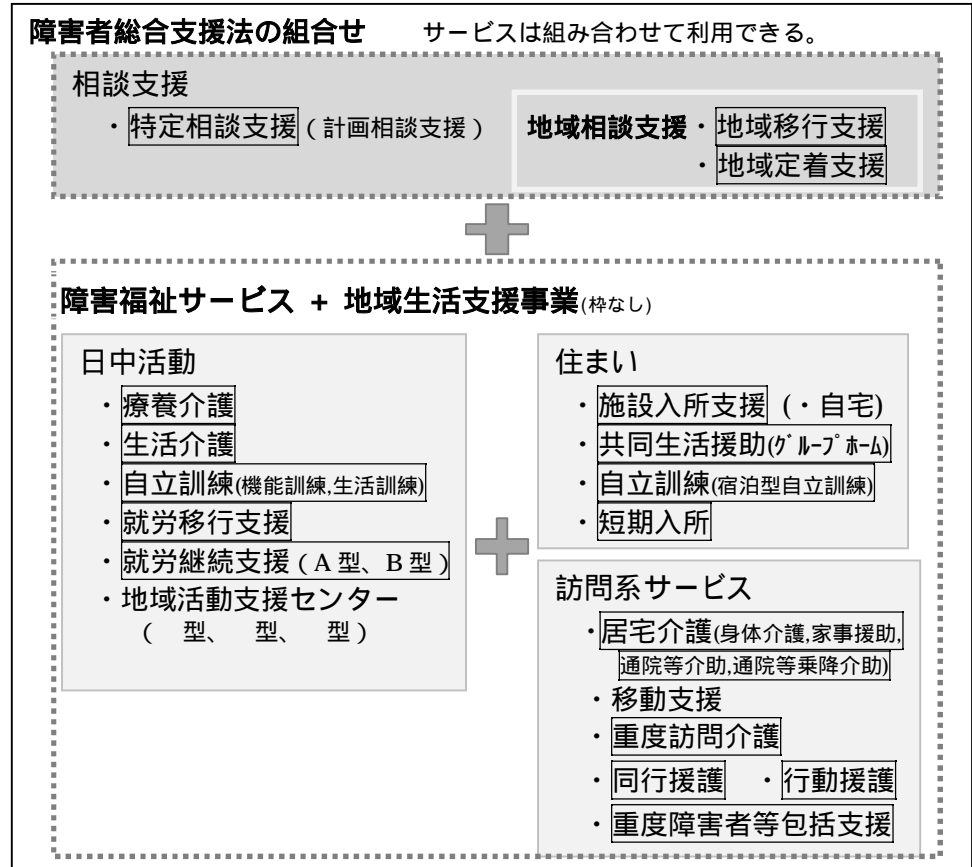 障害者総合支援法の組合せ　　サービスは組み合わせて利用できる。
相談支援
・特定相談支援（計画相談支援）
地域相談支援・地域移行支援
・地域定着支援
障害福祉サービス + 地域生活支援事業(枠なし)
日中活動
・療養介護
・生活介護
・自立訓練(機能訓練,生活訓練)
・就労移行支援
・就労継続支援（A型、B型）
・地域活動支援センター
（　型、　型、　型）
住まい
・施設入所支援 (・自宅)
・共同生活援助(ｸﾞﾙｰﾌﾟﾎｰﾑ)
・自立訓練(宿泊型自立訓練)
・短期入所
訪問系サービス
・居宅介護(身体介護,家事援助,
通院等介助,通院等乗降介助)
・移動支援
・重度訪問介護
・同行援護　・行動援護
・重度障害者等包括支援